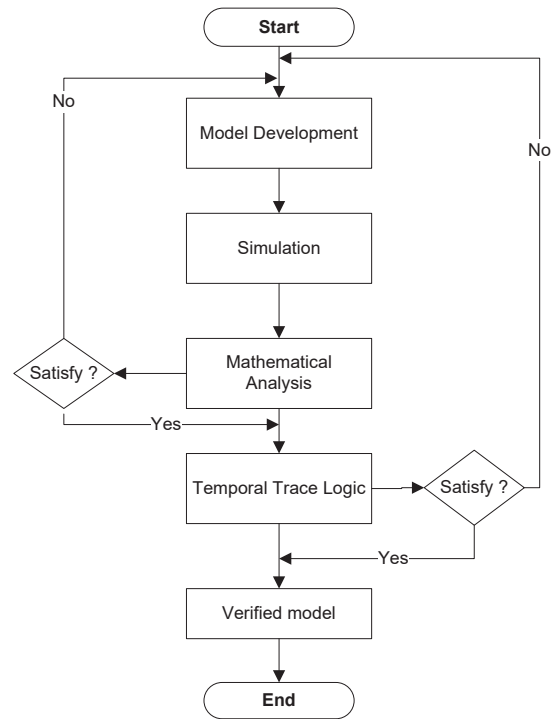 Start
No
Model Development
No
Simulation
Mathematical
Analysis
Satisfy ?
Yes
Temporal Trace Logic
Satisfy ?
Yes
Verified model
End